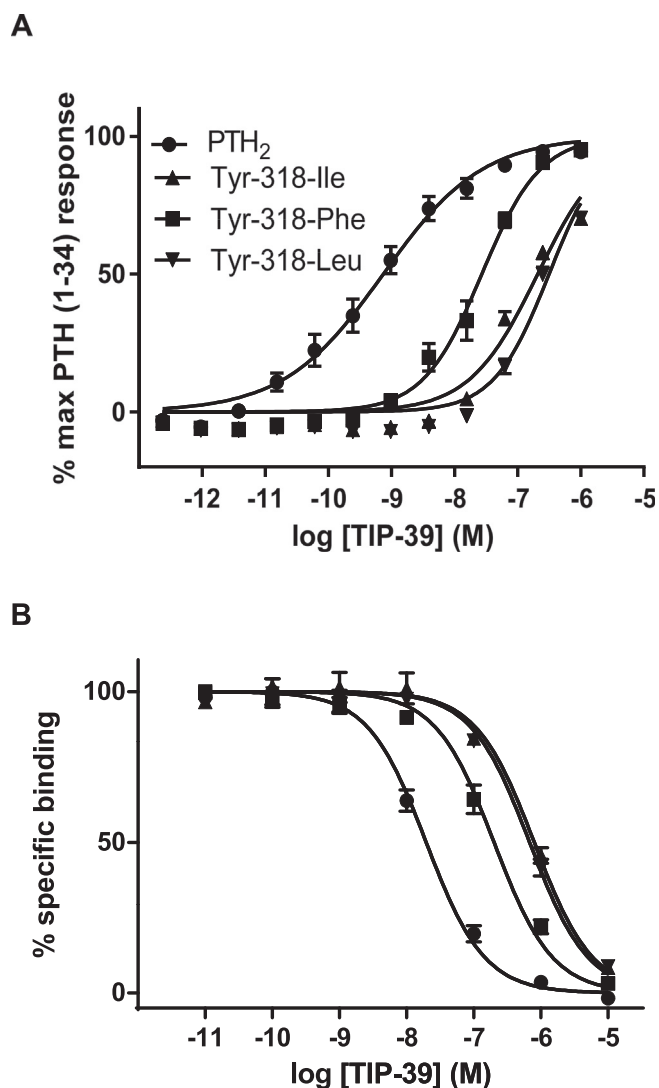 A
% max PTH (1-34) response
100
50
0
PTH₂
Tyr-318-Ile
Tyr-318-Phe
Tyr-318-Leu
-12 -11 -10 -9 -8 -7 -6 -5
log [TIP-39] (M)
B
% specific binding
100
50
0
-11 -10 -9 -8 -7 -6 -5
log [TIP-39] (M)